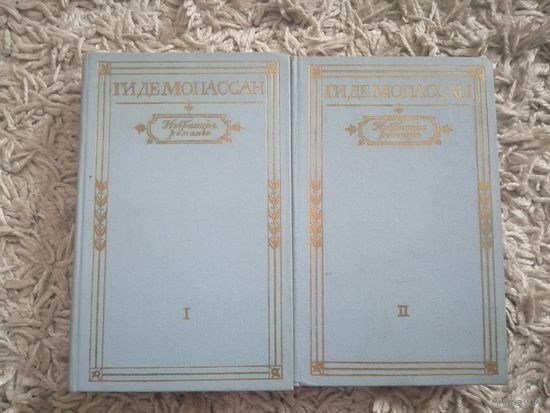 ГИ ДЕ МОПАССАН
Избранные
романы
I
ГИ ДЕ МОПАССАН
Избранные
романы
II